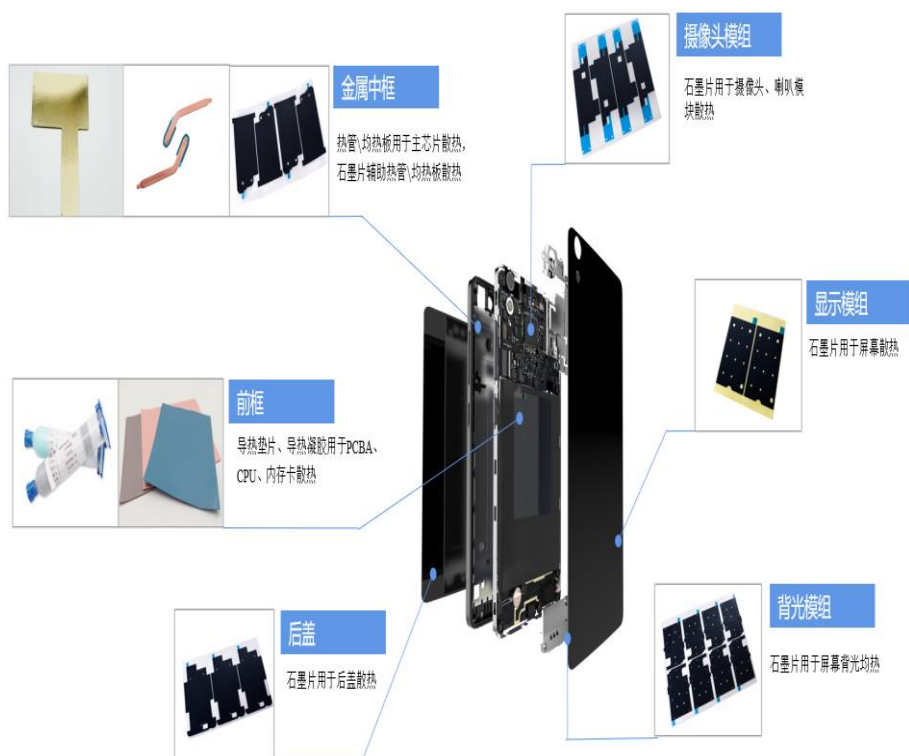 摄像头模组
石墨片用于摄像头、喇叭模
块散热
金属中框
热管\均热板用于主芯片散热，
石墨片辅助热管\均热板散热
显示模组
石墨片用于屏幕散热
前框
导热垫片、导热凝胶用于PCBA、
CPU、内存卡散热
后盖
石墨片用于后盖散热
背光模组
石墨片用于屏幕背光均热